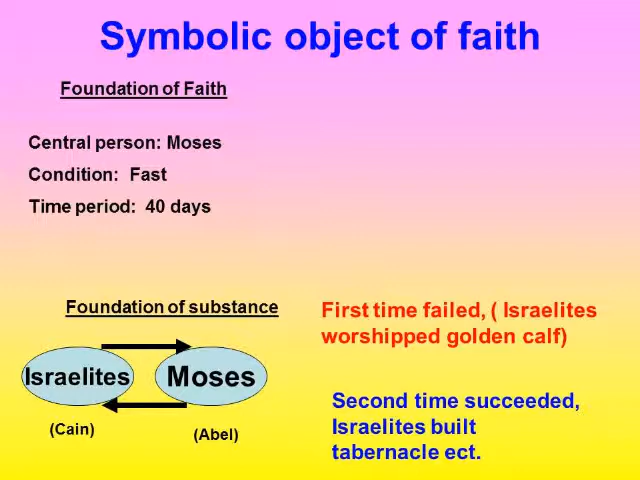 Symbolic object of faith
Foundation of Faith
Central person: Moses
Condition:  Fast
Time period:  40 days
Foundation of substance
First time failed, ( Israelites
worshipped golden calf)
Israelites
Moses
(Cain)
(Abel)
Second time succeeded,
Israelites built
tabernacle ect.